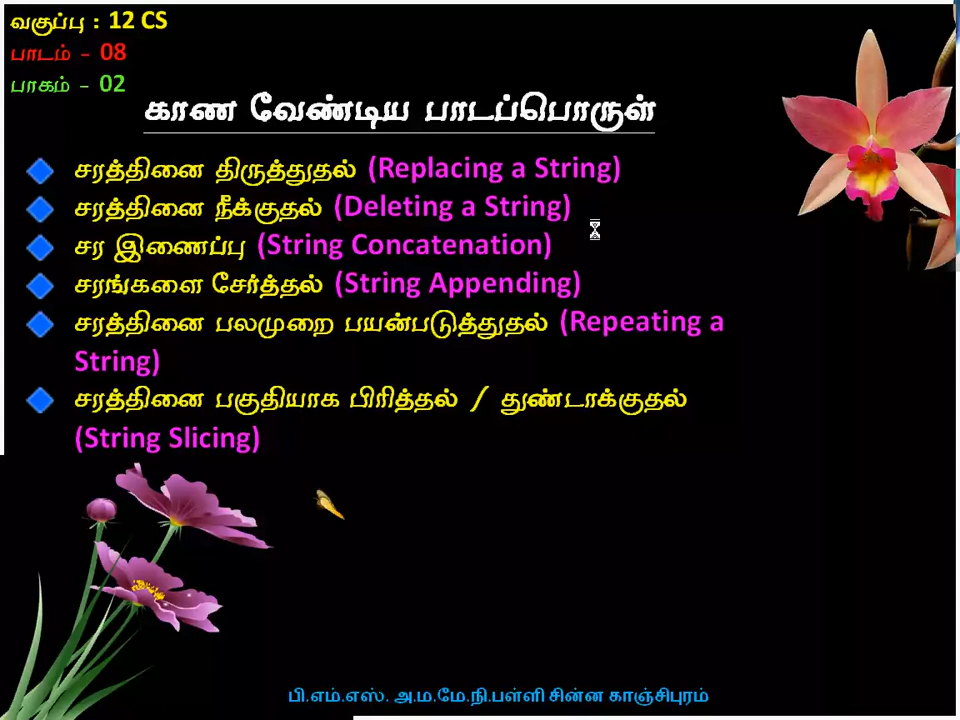 வகுப்பு : 12 CS
பாடம் - 08
பாகம் - 02
காண வேண்டிய பாடப்பொருள்
சரத்தினை திருத்துதல் (Replacing a String)
சரத்தினை நீக்குதல் (Deleting a String)
சர இணைப்பு (String Concatenation)
சரங்களை சேர்த்தல் (String Appending)
சரத்தினை பலமுறை பயன்படுத்துதல் (Repeating a
String)
சரத்தினை பகுதியாக பிரித்தல் / துண்டாக்குதல்
(String Slicing)
பி.எம்.எஸ். அ.ம.மே.நி.பள்ளி சின்ன காஞ்சிபுரம்